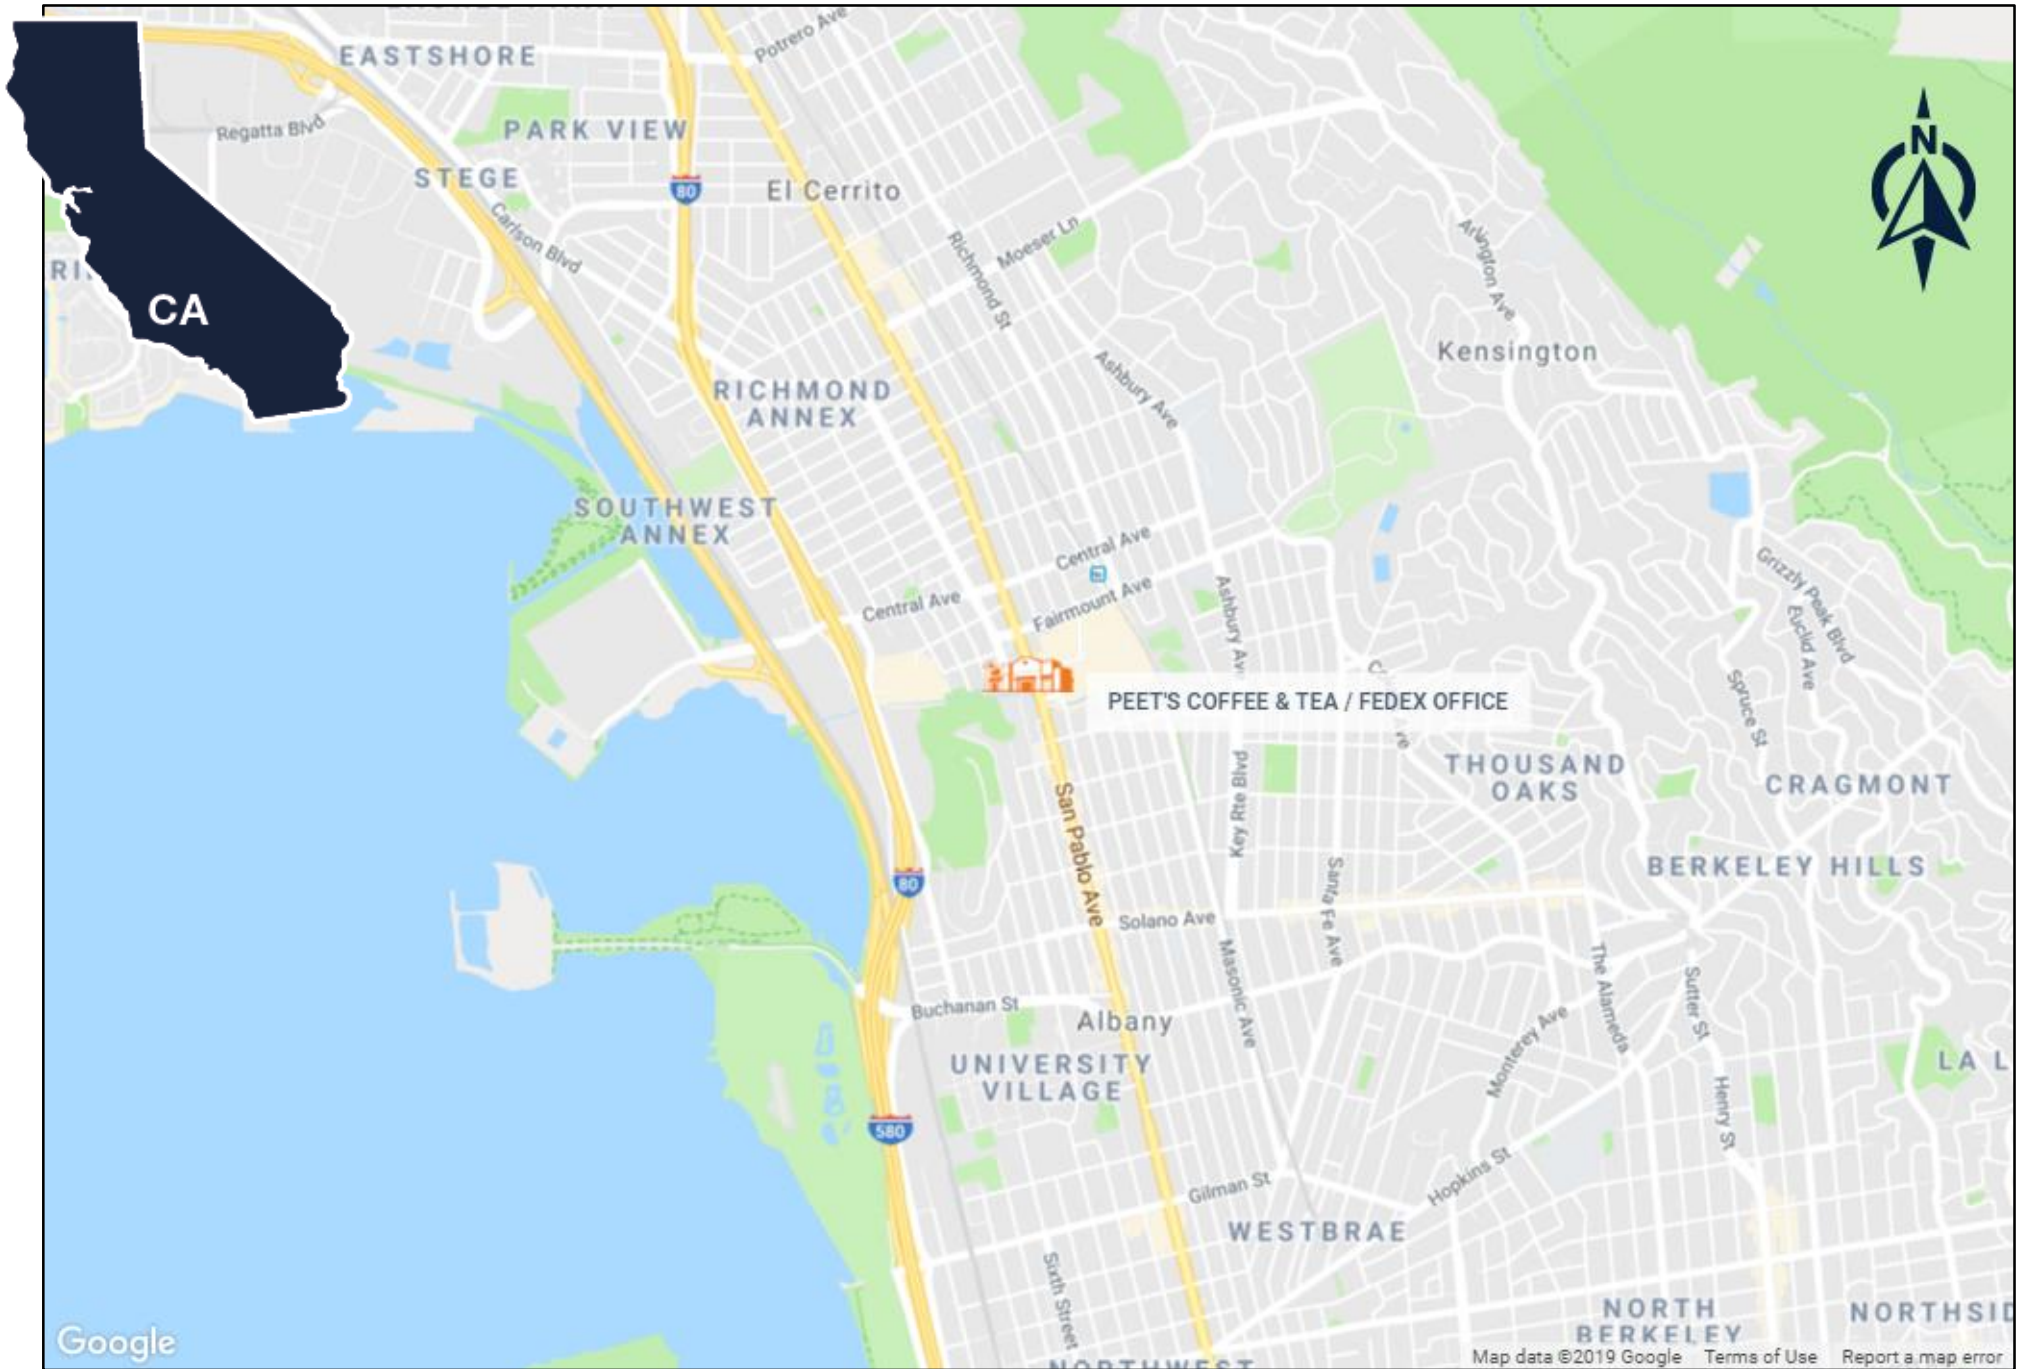 Potrero Ave
EASTSHORE
Regatta Blvd
PARK VIEW
N
STEGE
80
El Cerrito
Carlson Blvd
Richmond St
Moeser Ln
Arlington Ave
CA
Kensington
Ashbury Ave
RICHMOND
ANNEX
SOUTHWEST
ANNEX
Central Ave
Central Ave
Fairmount Ave
Ashbury Ave
Grizzly Peak Blvd
Euclid Ave
Spruce St
PEET'S COFFEE & TEA / FEDEX OFFICE
THOUSAND
OAKS
CRAGMONT
Key Rte Blvd
San Pablo Ave
BERKELEY HILLS
80
Santa Fe Ave
Solano Ave
Masonic Ave
The Alameda
Sutter St
Buchanan St
Albany
Monterey Ave
UNIVERSITY
VILLAGE
LA L
Henry St
580
Hopkins St
Gilman St
WESTBRAE
Sixth Street
NORTH
BERKELEY
NORTHSID
Google
NORTHWEST
Map data ©2019 Google Terms of Use Report a map error